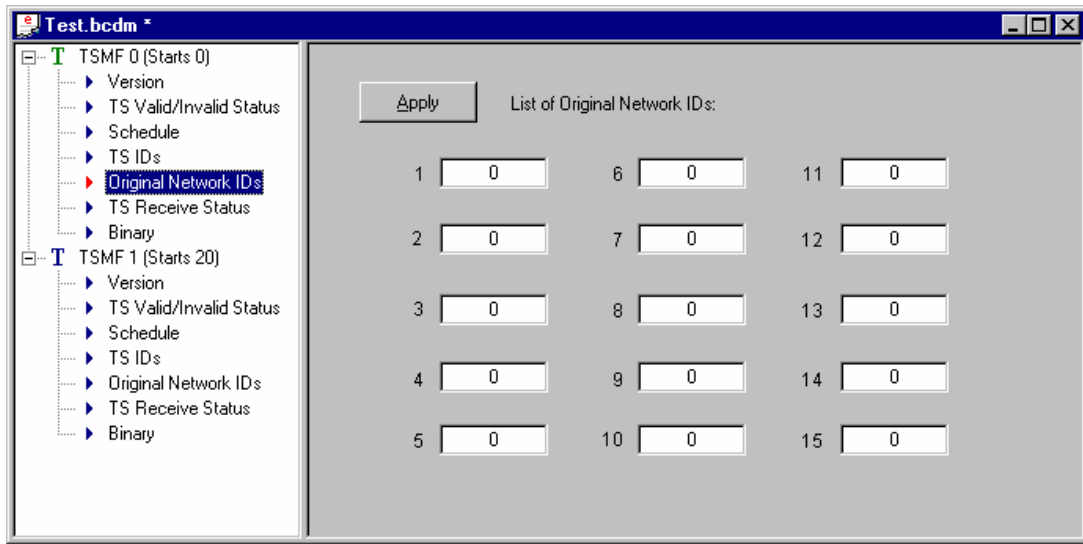 Test.bcdm *
T TSMF 0 (Starts 0)
Version
TS Valid/Invalid Status
Schedule
TS IDs
Original Network IDs
TS Receive Status
Binary
T TSMF 1 (Starts 20)
Version
TS Valid/Invalid Status
Schedule
TS IDs
Original Network IDs
TS Receive Status
Binary
Apply List of Original Network IDs:
1 0 6 0 11 0
2 0 7 0 12 0
3 0 8 0 13 0
4 0 9 0 14 0
5 0 10 0 15 0